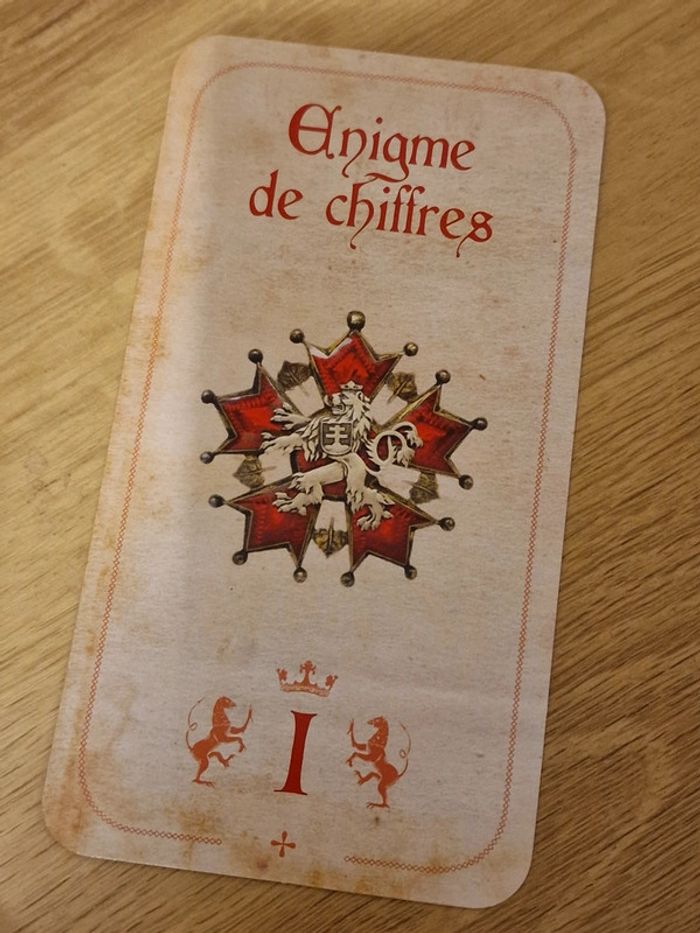 Enigme
de chiffres
I